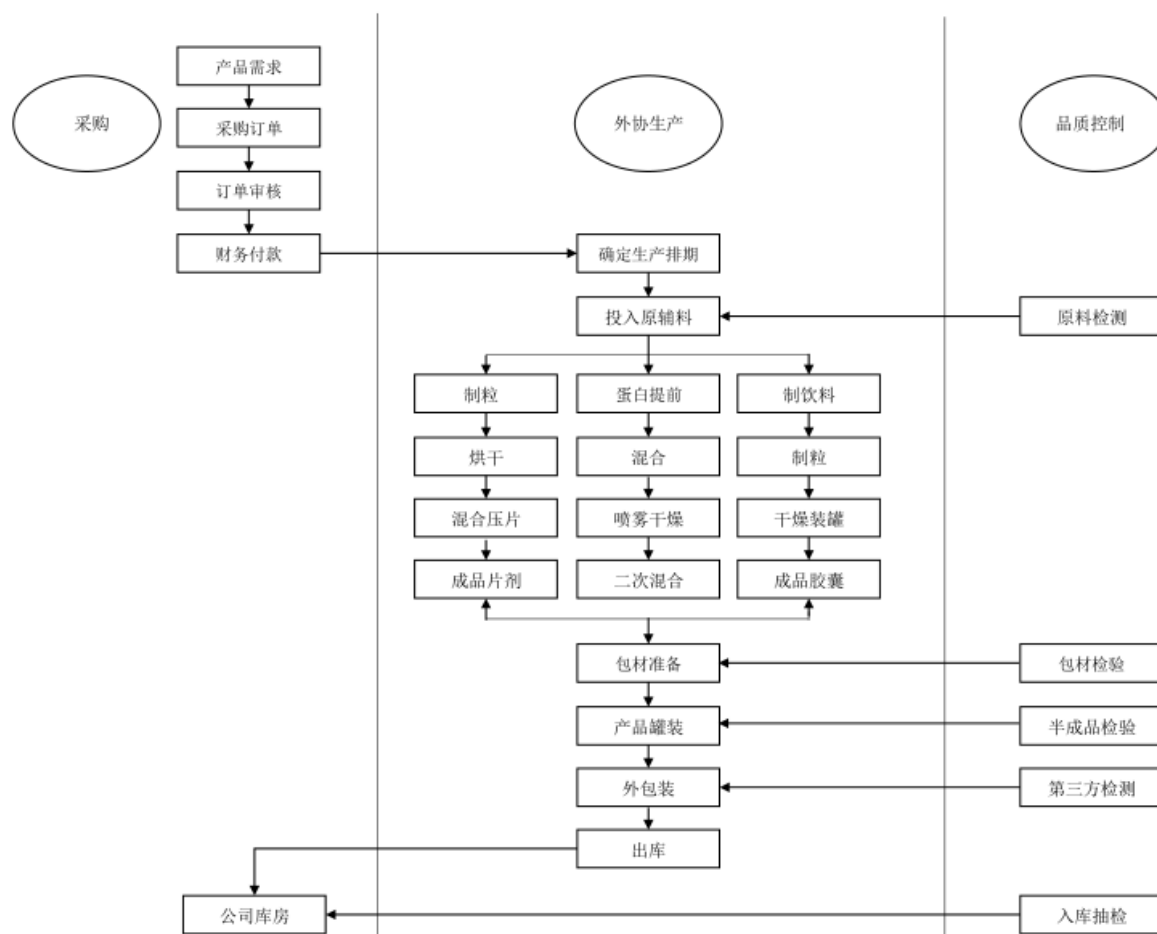 产品需求
采购
采购订单
外协生产
品质控制
订单审核
财务付款
确定生产排期
投入原辅料
原料检测
制粒
蛋白提前
制饮料
烘干
混合
制粒
混合压片
喷雾干燥
干燥装罐
成品片剂
二次混合
成品胶囊
包材准备
包材检验
产品罐装
半成品检验
外包装
第三方检测
出库
公司库房
入库抽检